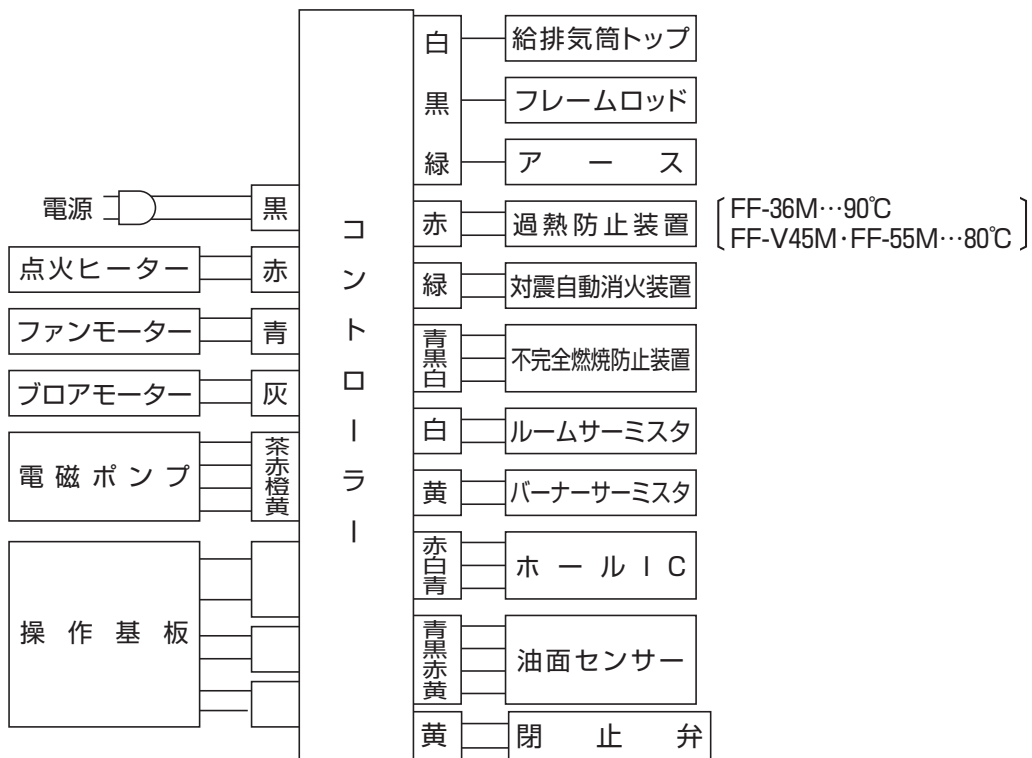 電源
黒
点火ヒーター
赤
ファンモーター
青
ブロアモーター
灰
電磁ポンプ
茶
赤
橙
黄
操作基板
コントローラー
白
給排気筒トップ
黒
フレームロッド
緑
アース
赤
過熱防止装置
FF-36M…90℃
FF-V45M・FF-55M…80℃
緑
対震自動消火装置
青
黒
白
不完全燃焼防止装置
白
ルームサーミスタ
黄
バーナーサーミスタ
赤
白
青
ホールIC
青
黒
赤
黄
油面センサー
黄
閉止弁